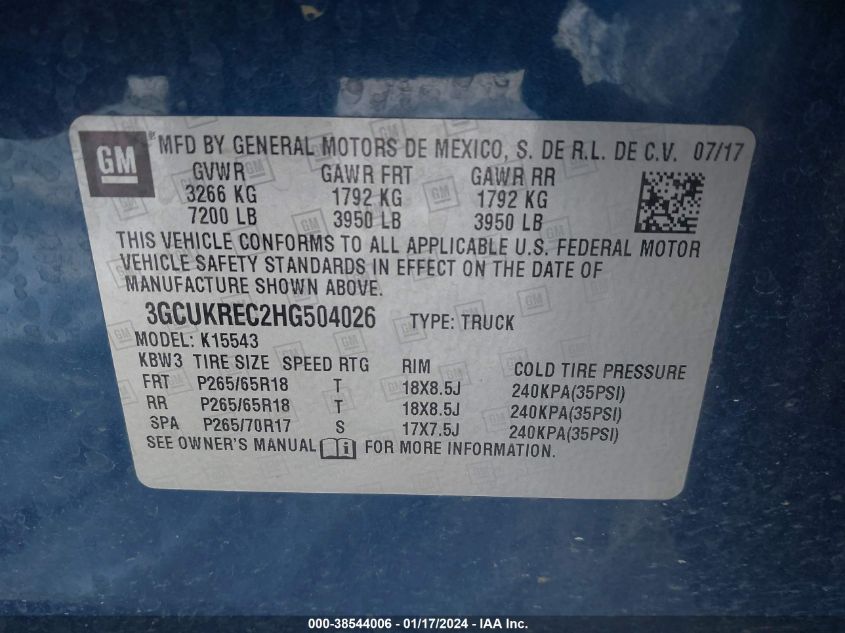 GM MFD BY GENERAL MOTORS DE MEXICO, S. DE R.L. DE C.V. 07/17
GVWR GAWR FRT GAWR RR
3266 KG 1792 KG 1792 KG
7200 LB 3950 LB 3950 LB
THIS VEHICLE CONFORMS TO ALL APPLICABLE U.S. FEDERAL MOTOR
VEHICLE SAFETY STANDARDS IN EFFECT ON THE DATE OF
MANUFACTURE SHOWN ABOVE.
3GCUKREC2HG504026 TYPE: TRUCK
MODEL: K15543
KBW3 TIRE SIZE SPEED RTG RIM COLD TIRE PRESSURE
FRT P265/65R18 T 18X8.5J 240KPA(35PSI)
RR P265/65R18 T 18X8.5J 240KPA(35PSI)
SPA P265/70R17 S 17X7.5J 240KPA(35PSI)
SEE OWNER'S MANUAL FOR MORE INFORMATION.
000-38544006 - 01/17/2024 - IAA Inc.